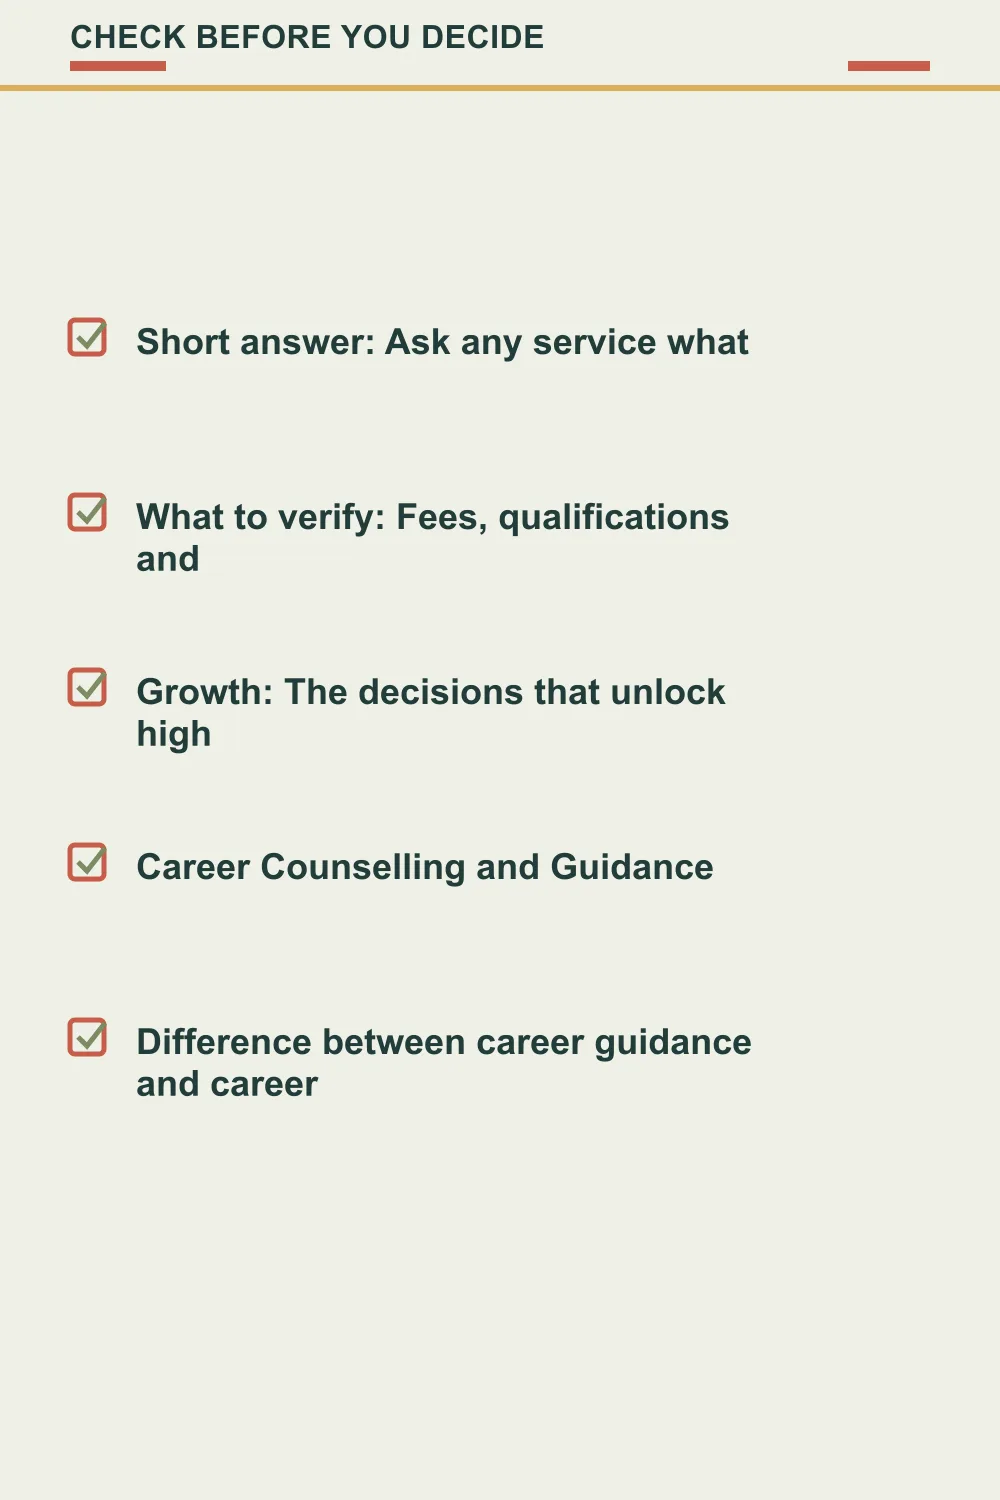 CHECK BEFORE YOU DECIDE
Short answer: Ask any service what
What to verify: Fees, qualifications
and
Growth: The decisions that unlock
high
Career Counselling and Guidance
Difference between career guidance
and career